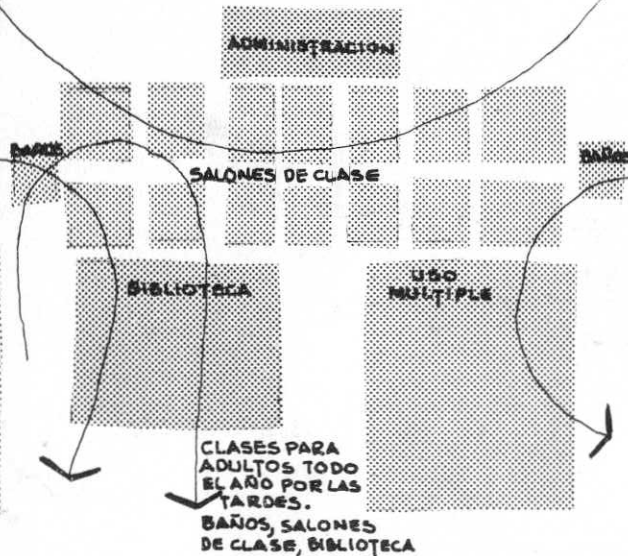 ADMINISTRACION
BAÑOS
BAÑOS
SALONES DE CLASE
BIBLIOTECA
USO
MULTIPLE
CLASES PARA
ADULTOS TODO
EL AÑO POR LAS
TARDES.
BAÑOS, SALONES
DE CLASE, BIBLIOTECA